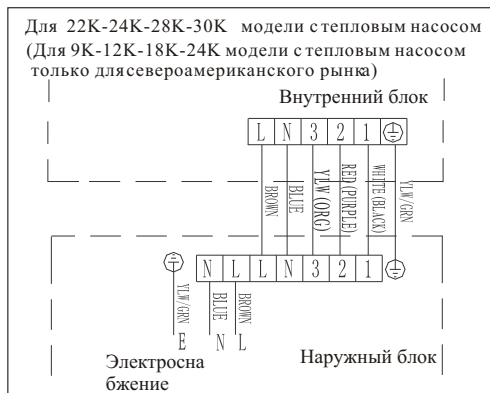 Для 22K-24K-28K-30K модели с тепловым насосом
(Для 9K-12K-18K-24K модели с тепловым насосом
только для североамериканского рынка)
Внутренний блок
L N 3 2 1
BROWN
BLUE
YLW (ORG)
RED (PURPLE)
WHITE (BLACK)
YLW/GRN
N L L N 3 2 1
YLW/GRN
BLUE
BROWN
E N L
Электросна
бжение
Наружный блок